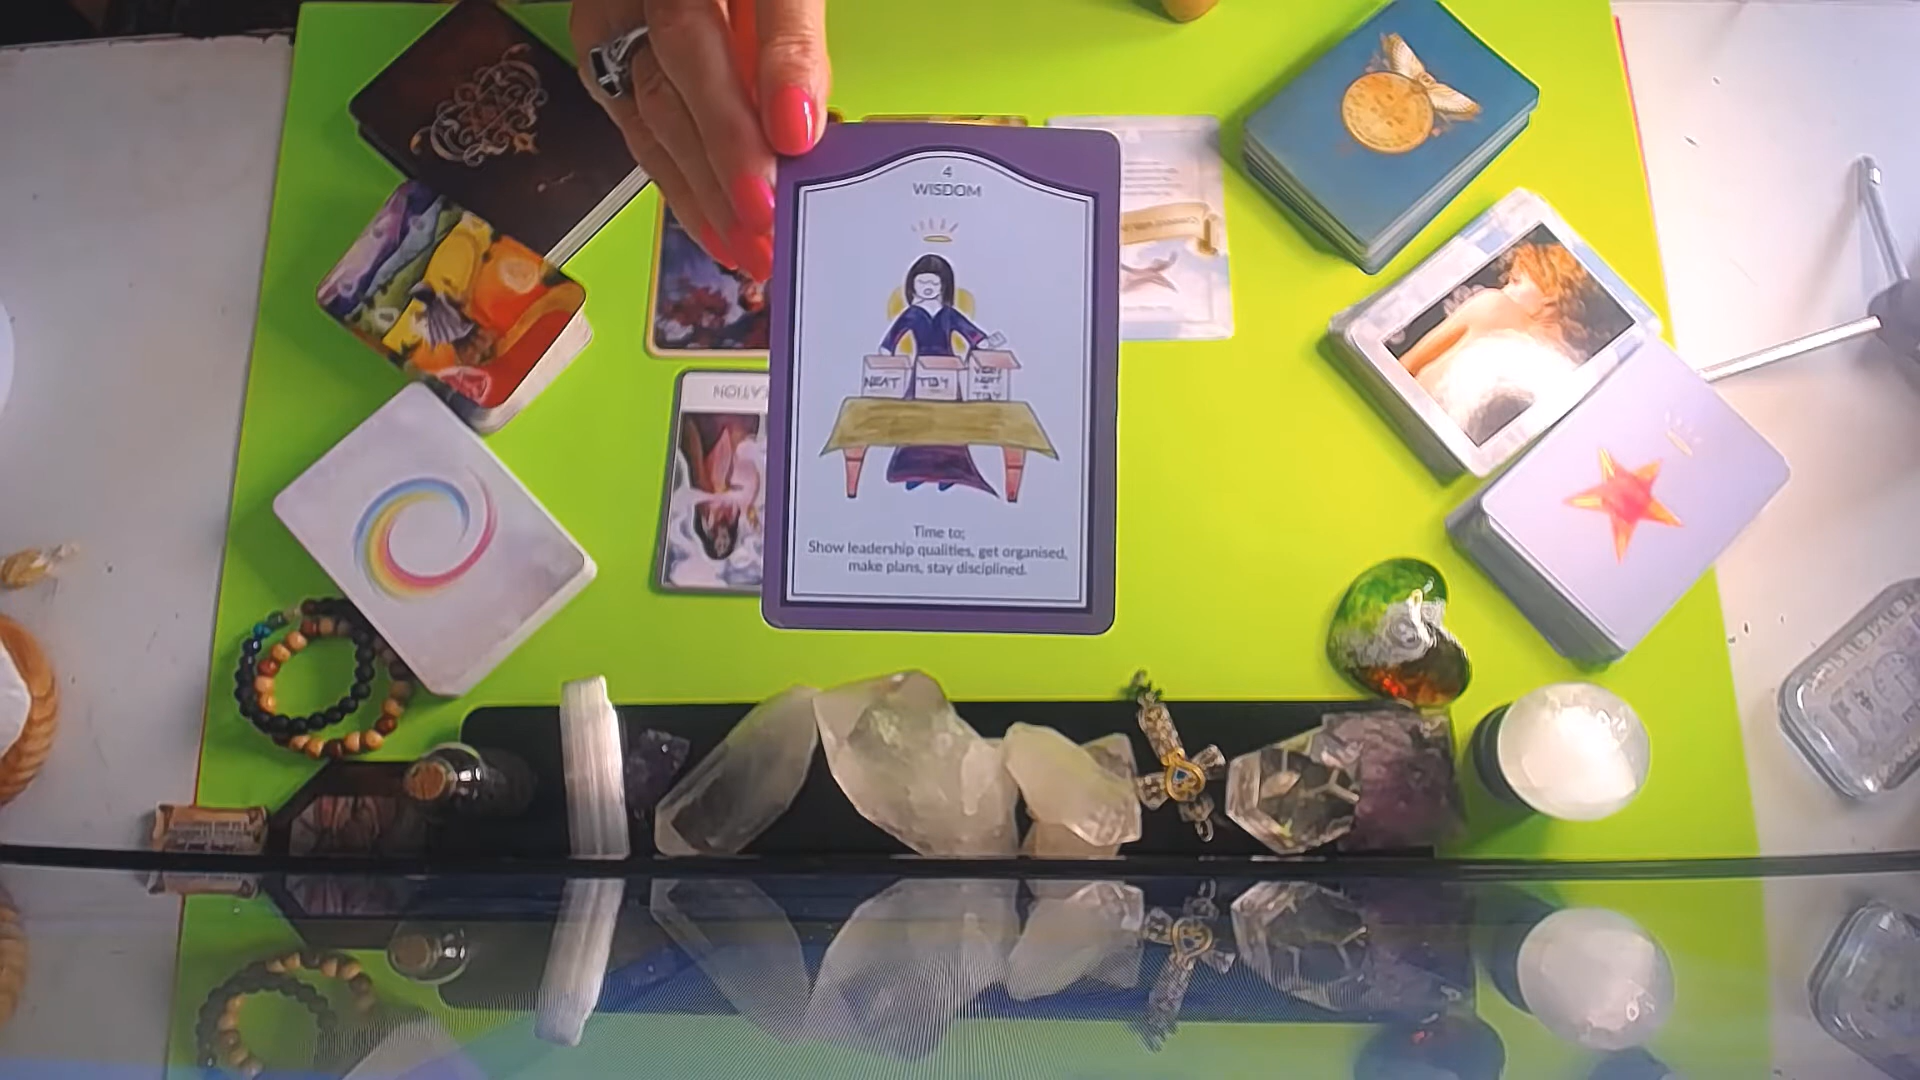 4
WISDOM
NEAT
TIDY
VERY
NEAT
+
TIDY
Time to;
Show leadership qualities, get organised,
make plans, stay disciplined.